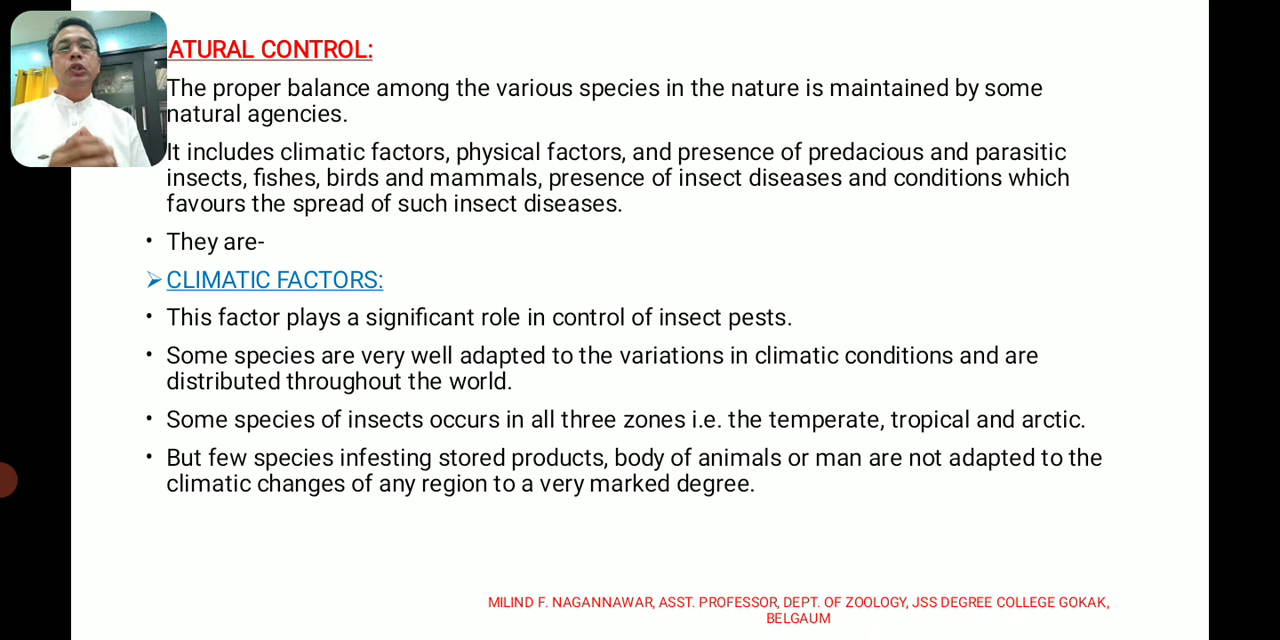 ATURAL CONTROL:
The proper balance among the various species in the nature is maintained by some
natural agencies.
It includes climatic factors, physical factors, and presence of predacious and parasitic
insects, fishes, birds and mammals, presence of insect diseases and conditions which
favours the spread of such insect diseases.
• They are-
➢ CLIMATIC FACTORS:
• This factor plays a significant role in control of insect pests.
• Some species are very well adapted to the variations in climatic conditions and are
distributed throughout the world.
• Some species of insects occurs in all three zones i.e. the temperate, tropical and arctic.
• But few species infesting stored products, body of animals or man are not adapted to the
climatic changes of any region to a very marked degree.
MILIND F. NAGANNAWAR, ASST. PROFESSOR, DEPT. OF ZOOLOGY, JSS DEGREE COLLEGE GOKAK,
BELGAUM